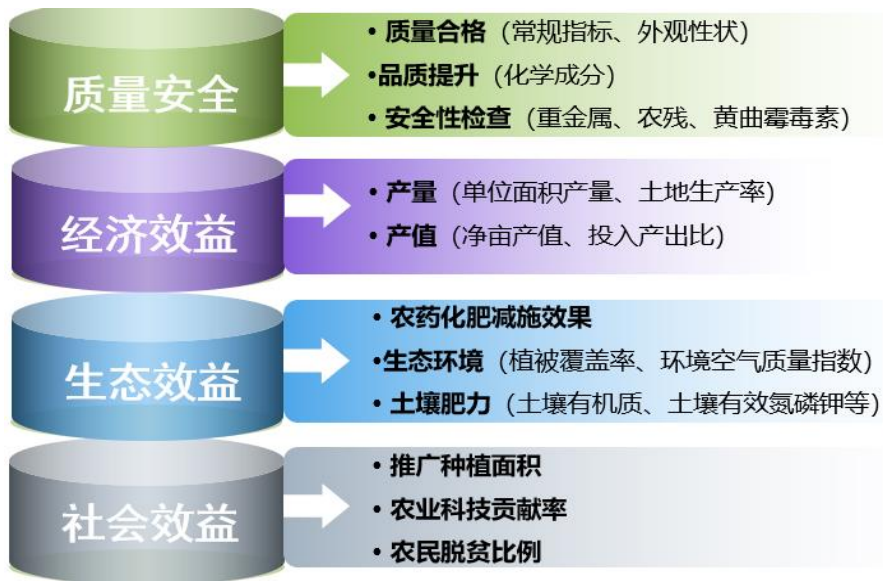 质量安全
• 质量合格（常规指标、外观性状）
•品质提升（化学成分）
• 安全性检查（重金属、农残、黄曲霉毒素）
经济效益
• 产量（单位面积产量、土地生产率）
• 产值（净亩产值、投入产出比）
生态效益
• 农药化肥减施效果
•生态环境（植被覆盖率、环境空气质量指数）
• 土壤肥力（土壤有机质、土壤有效氮磷钾等）
社会效益
• 推广种植面积
• 农业科技贡献率
• 农民脱贫比例